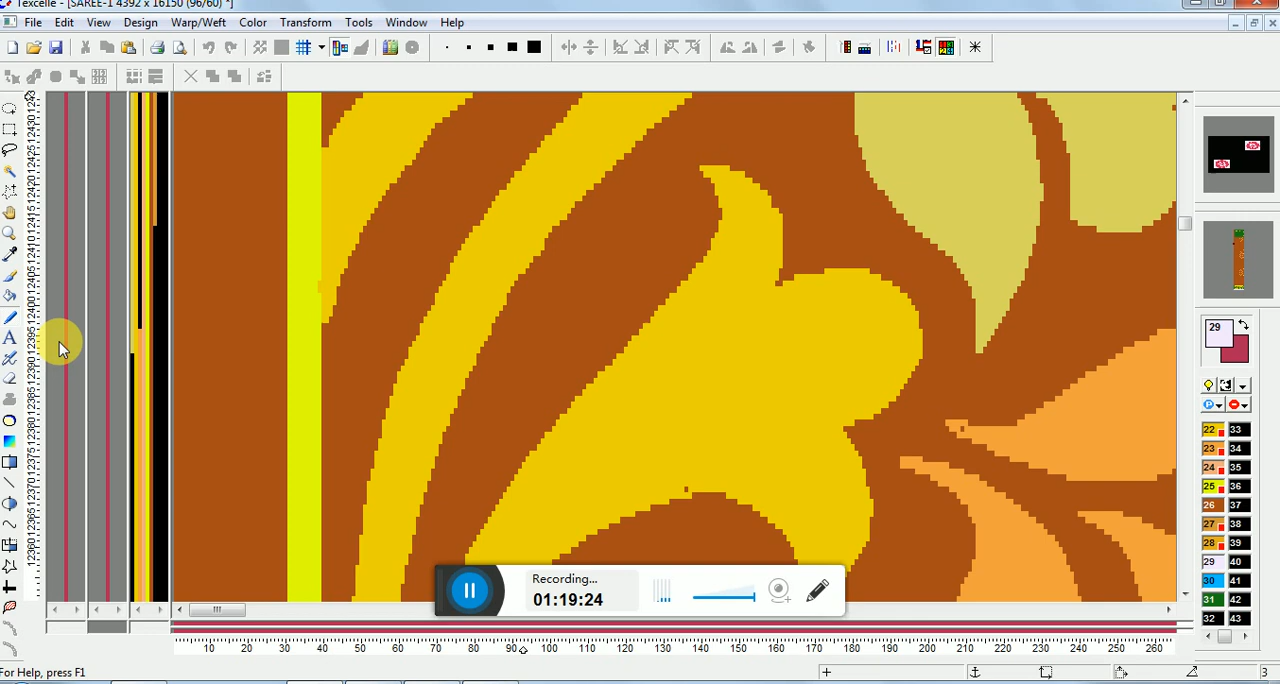 Texcelle - [SAREE-1 4392 x 16150 (96/60) *]
File Edit View Design Warp/Weft Color Transform Tools Window Help
29
22 33
23 34
24 35
25 36
26 37
27 38
28 39
29 40
30 41
31 42
32 43
Recording...
01:19:24
10 20 30 40 50 60 70 80 90 100 110 120 130 140 150 160 170 180 190 200 210 220 230 240 250 260
For Help, press F1
3